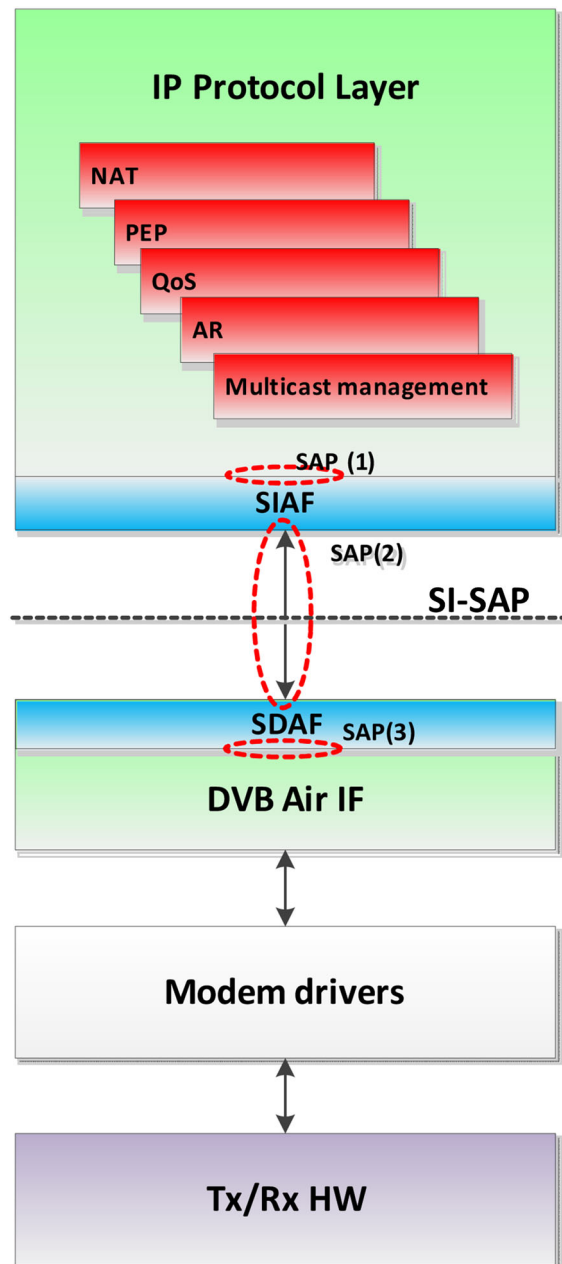 IP Protocol Layer
NAT
PEP
QoS
AR
Multicast management
SAP (1)
SIAF
SAP(2)
SI-SAP
SDAF
SAP(3)
DVB Air IF
Modem drivers
Tx/Rx HW